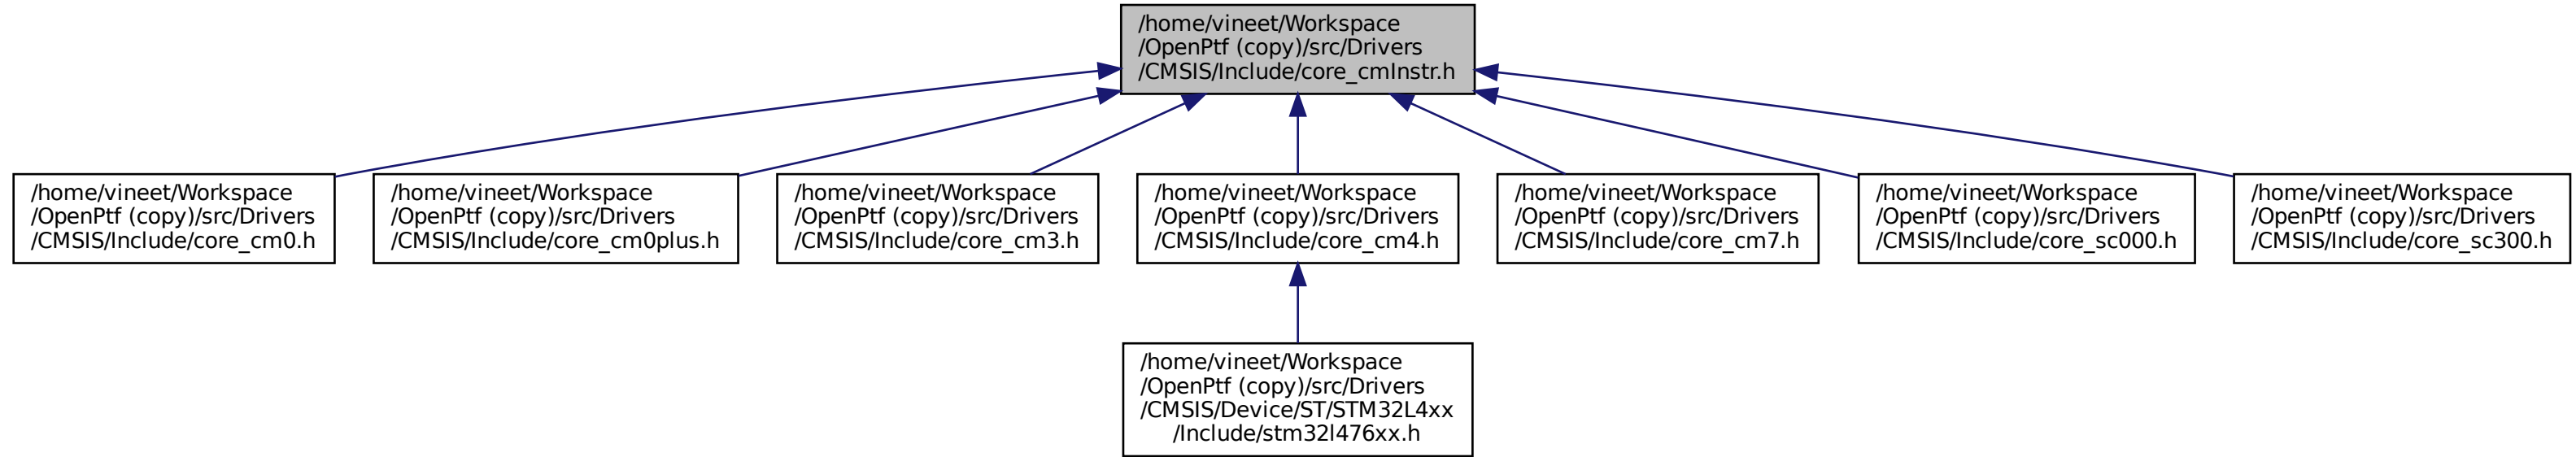 /home/vineet/Workspace
/OpenPtf (copy)/src/Drivers
/CMSIS/Include/core_cmInstr.h
/home/vineet/Workspace
/OpenPtf (copy)/src/Drivers
/CMSIS/Include/core_cm0.h
/home/vineet/Workspace
/OpenPtf (copy)/src/Drivers
/CMSIS/Include/core_cm0plus.h
/home/vineet/Workspace
/OpenPtf (copy)/src/Drivers
/CMSIS/Include/core_cm3.h
/home/vineet/Workspace
/OpenPtf (copy)/src/Drivers
/CMSIS/Include/core_cm4.h
/home/vineet/Workspace
/OpenPtf (copy)/src/Drivers
/CMSIS/Include/core_cm7.h
/home/vineet/Workspace
/OpenPtf (copy)/src/Drivers
/CMSIS/Include/core_sc000.h
/home/vineet/Workspace
/OpenPtf (copy)/src/Drivers
/CMSIS/Include/core_sc300.h
/home/vineet/Workspace
/OpenPtf (copy)/src/Drivers
/CMSIS/Device/ST/STM32L4xx
/Include/stm32l476xx.h